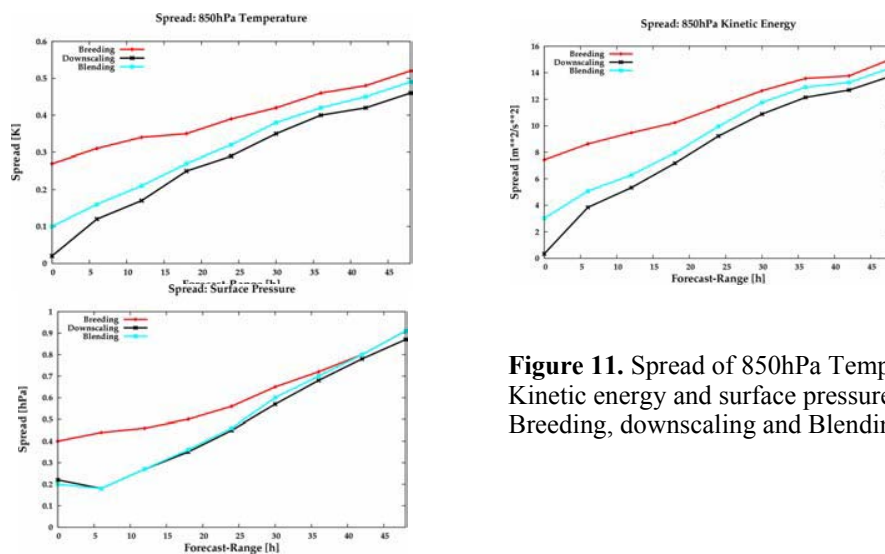 Spread: 850hPa Temperature
0.6
0.5
0.4
0.3
0.2
0.1
0
Spread [K]
Breeding
Downscaling
Blending
0 5 10 15 20 25 30 35 40 45
Forecast-Range [h]
Spread: 850hPa Kinetic Energy
16
14
12
10
8
6
4
2
0
Spread [m**2/s**2]
Breeding
Downscaling
Blending
0 5 10 15 20 25 30 35 40 45
Forecast-Range [h]
Spread: Surface Pressure
1
0.9
0.8
0.7
0.6
0.5
0.4
0.3
0.2
0.1
0
Spread [hPa]
Breeding
Downscaling
Blending
0 5 10 15 20 25 30 35 40 45
Forecast-Range [h]
Figure 11. Spread of 850hPa Temp
Kinetic energy and surface pressure
Breeding, downscaling and Blendin